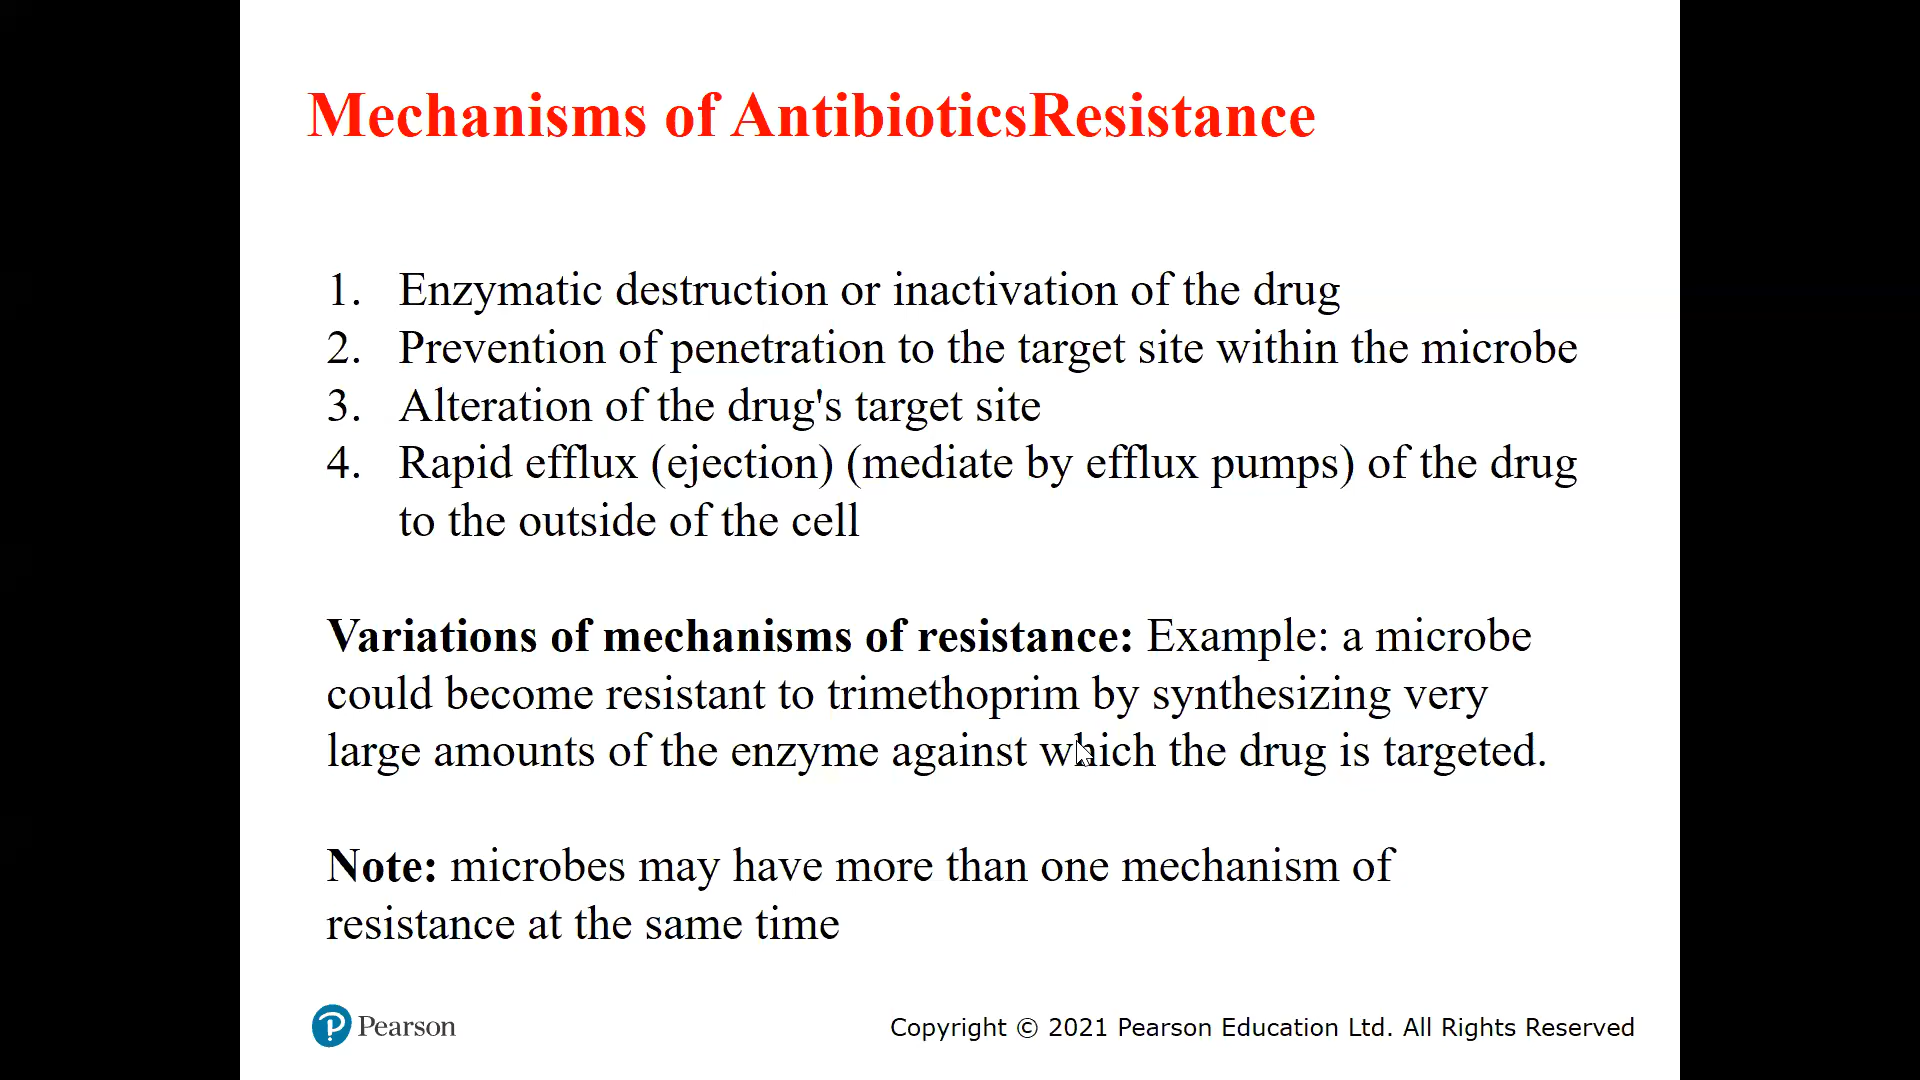 Mechanisms of AntibioticsResistance
1. Enzymatic destruction or inactivation of the drug
2. Prevention of penetration to the target site within the microbe
3. Alteration of the drug's target site
4. Rapid efflux (ejection) (mediate by efflux pumps) of the drug
to the outside of the cell
Variations of mechanisms of resistance: Example: a microbe
could become resistant to trimethoprim by synthesizing very
large amounts of the enzyme against which the drug is targeted.
Note: microbes may have more than one mechanism of
resistance at the same time
Pearson
Copyright © 2021 Pearson Education Ltd. All Rights Reserved